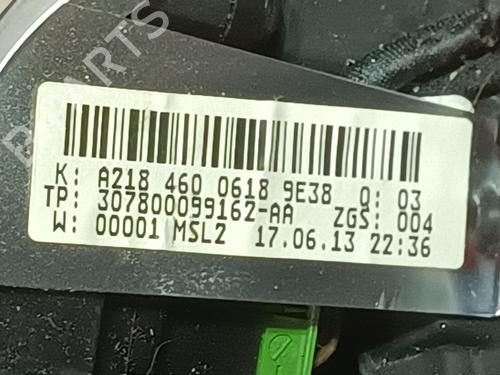 K: A218 460 0618 9E38 Q: 03
TP: 307800099162-AA ZGS: 004
W: 00001 MSL2 17.06.13 22:36